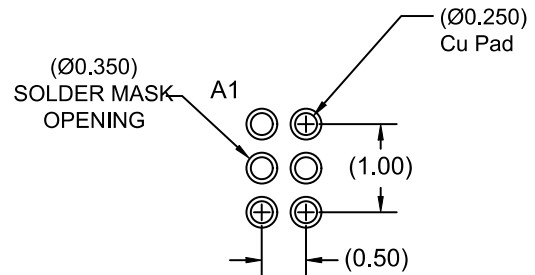 (Ø0.250)
Cu Pad
(Ø0.350)
SOLDER MASK
OPENING
A1
(1.00)
(0.50)